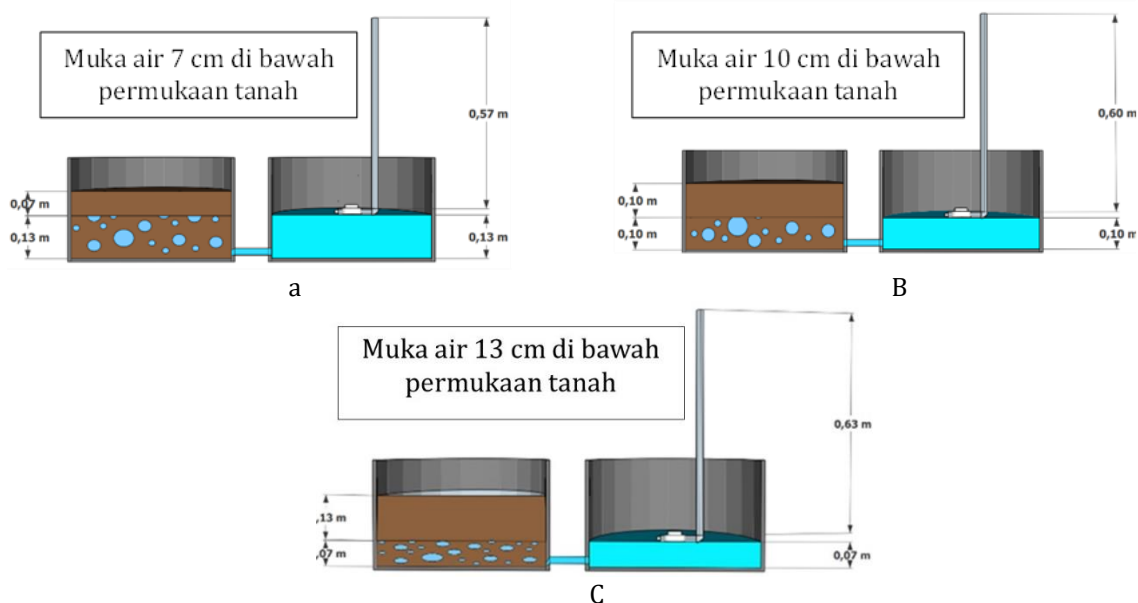 Muka air 7 cm di bawah
permukaan tanah
0,57 m
0,07 m
0,13 m
0,13 m
a
Muka air 10 cm di bawah
permukaan tanah
0,60 m
0,10 m
0,10 m
0,10 m
B
Muka air 13 cm di bawah
permukaan tanah
0,63 m
,13 m
,07 m
0,07 m
C